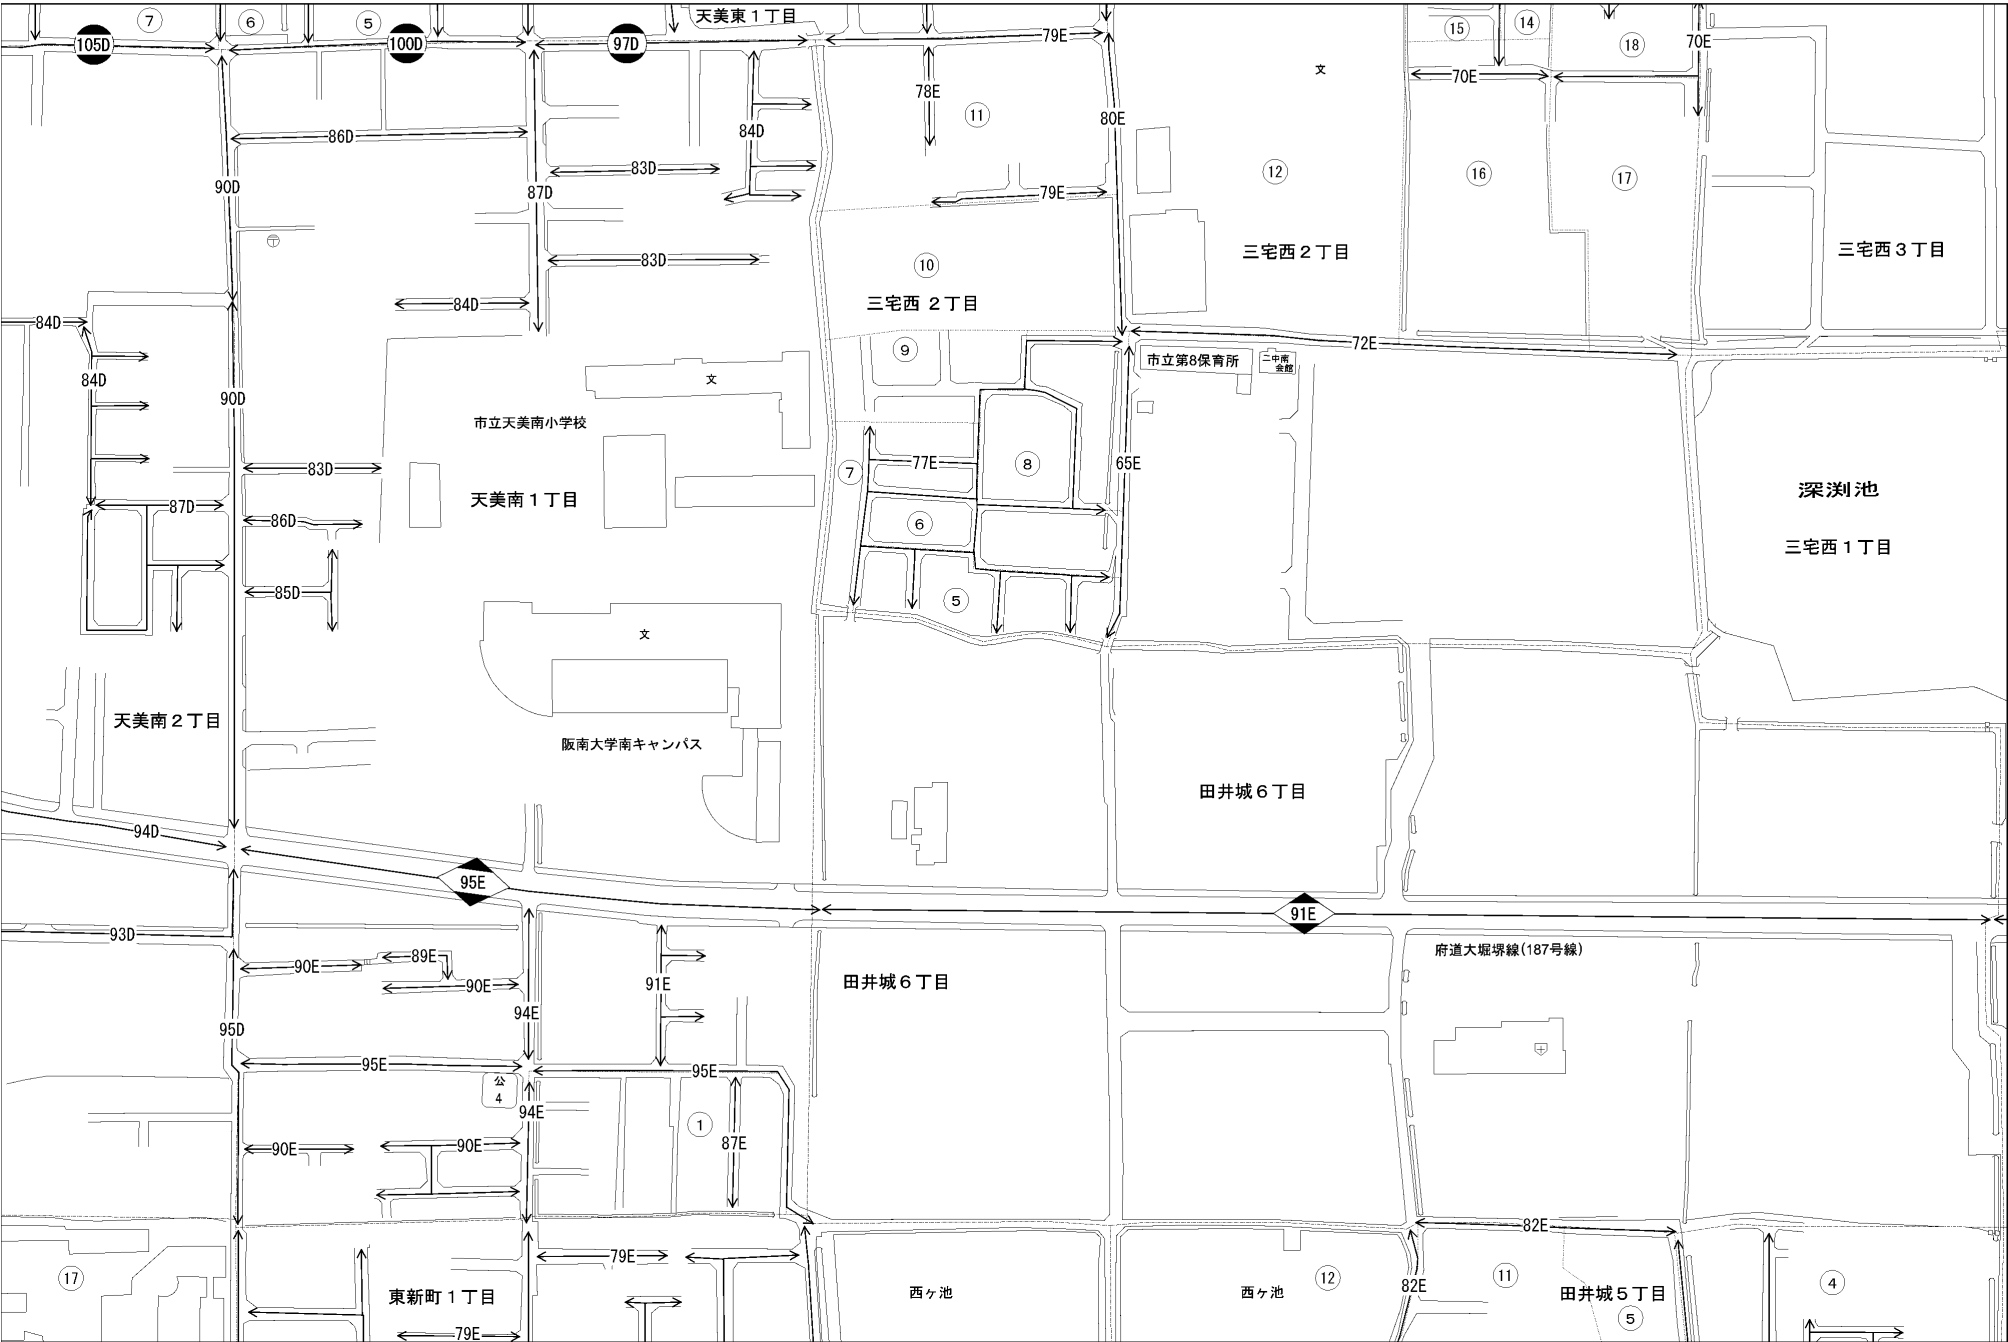 ⑦
⑥
⑤
天美東1丁目
105D
100D
97D
79E
⑮
⑭
⑱
70E
70E
文
78E
⑪
80E
86D
84D
83D
90D
87D
⑫
⑯
⑰
79E
〒
83D
⑩
三宅西2丁目
三宅西2丁目
三宅西3丁目
84D
84D
72E
⑨
市立第8保育所
二中南
会館
84D
90D
文
市立天美南小学校
83D
77E
⑦
⑧
65E
天美南1丁目
深渕池
87D
86D
⑥
三宅西1丁目
85D
⑤
文
天美南2丁目
阪南大学南キャンパス
田井城6丁目
94D
95E
91E
93D
府道大堀堺線(187号線)
90E
89E
90E
91E
田井城6丁目
94E
95D
95E
95E
公
4
94E
①
87E
90E
90E
82E
79E
⑰
東新町1丁目
西ヶ池
西ヶ池
⑫
82E
⑪
田井城5丁目
⑤
④
79E